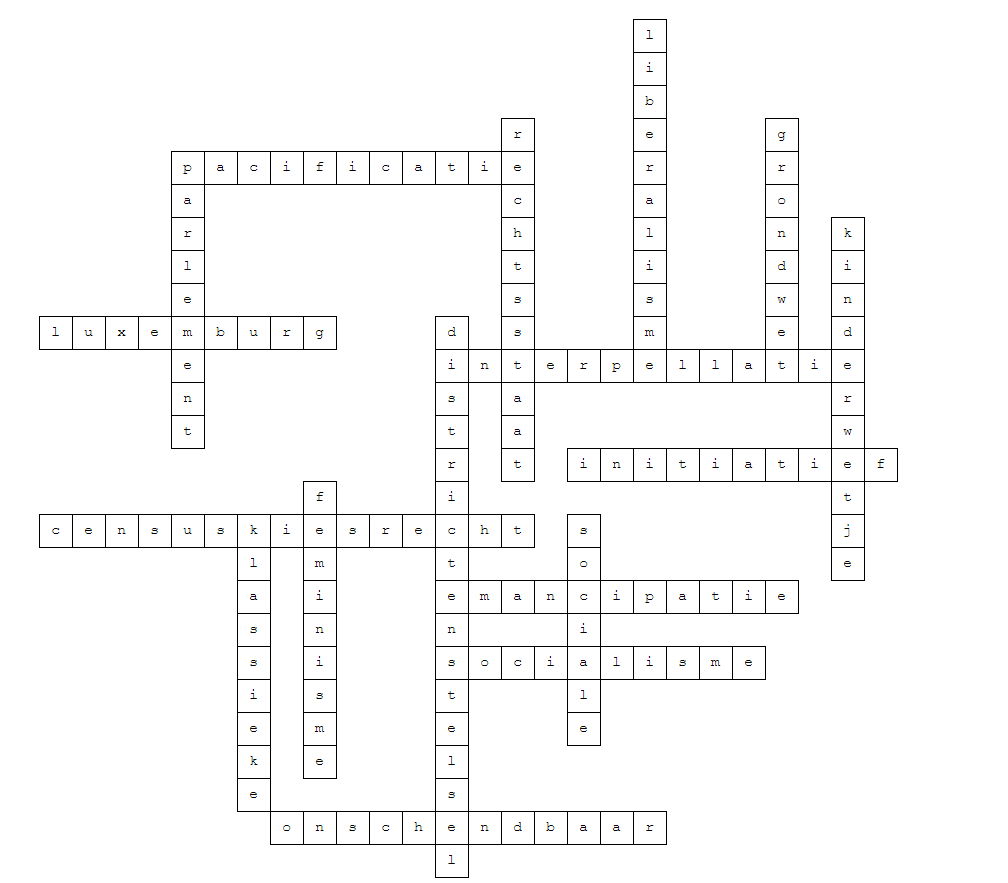 liberalisme
rechtsstaat
grondwet
pacificatie
parlement
kinderwetje
luxemburg
districtenstelsel
interpellatie
initiatief
feminisme
censuskiesrecht
sociale
klassieke
emancipatie
socialisme
onschendbaar